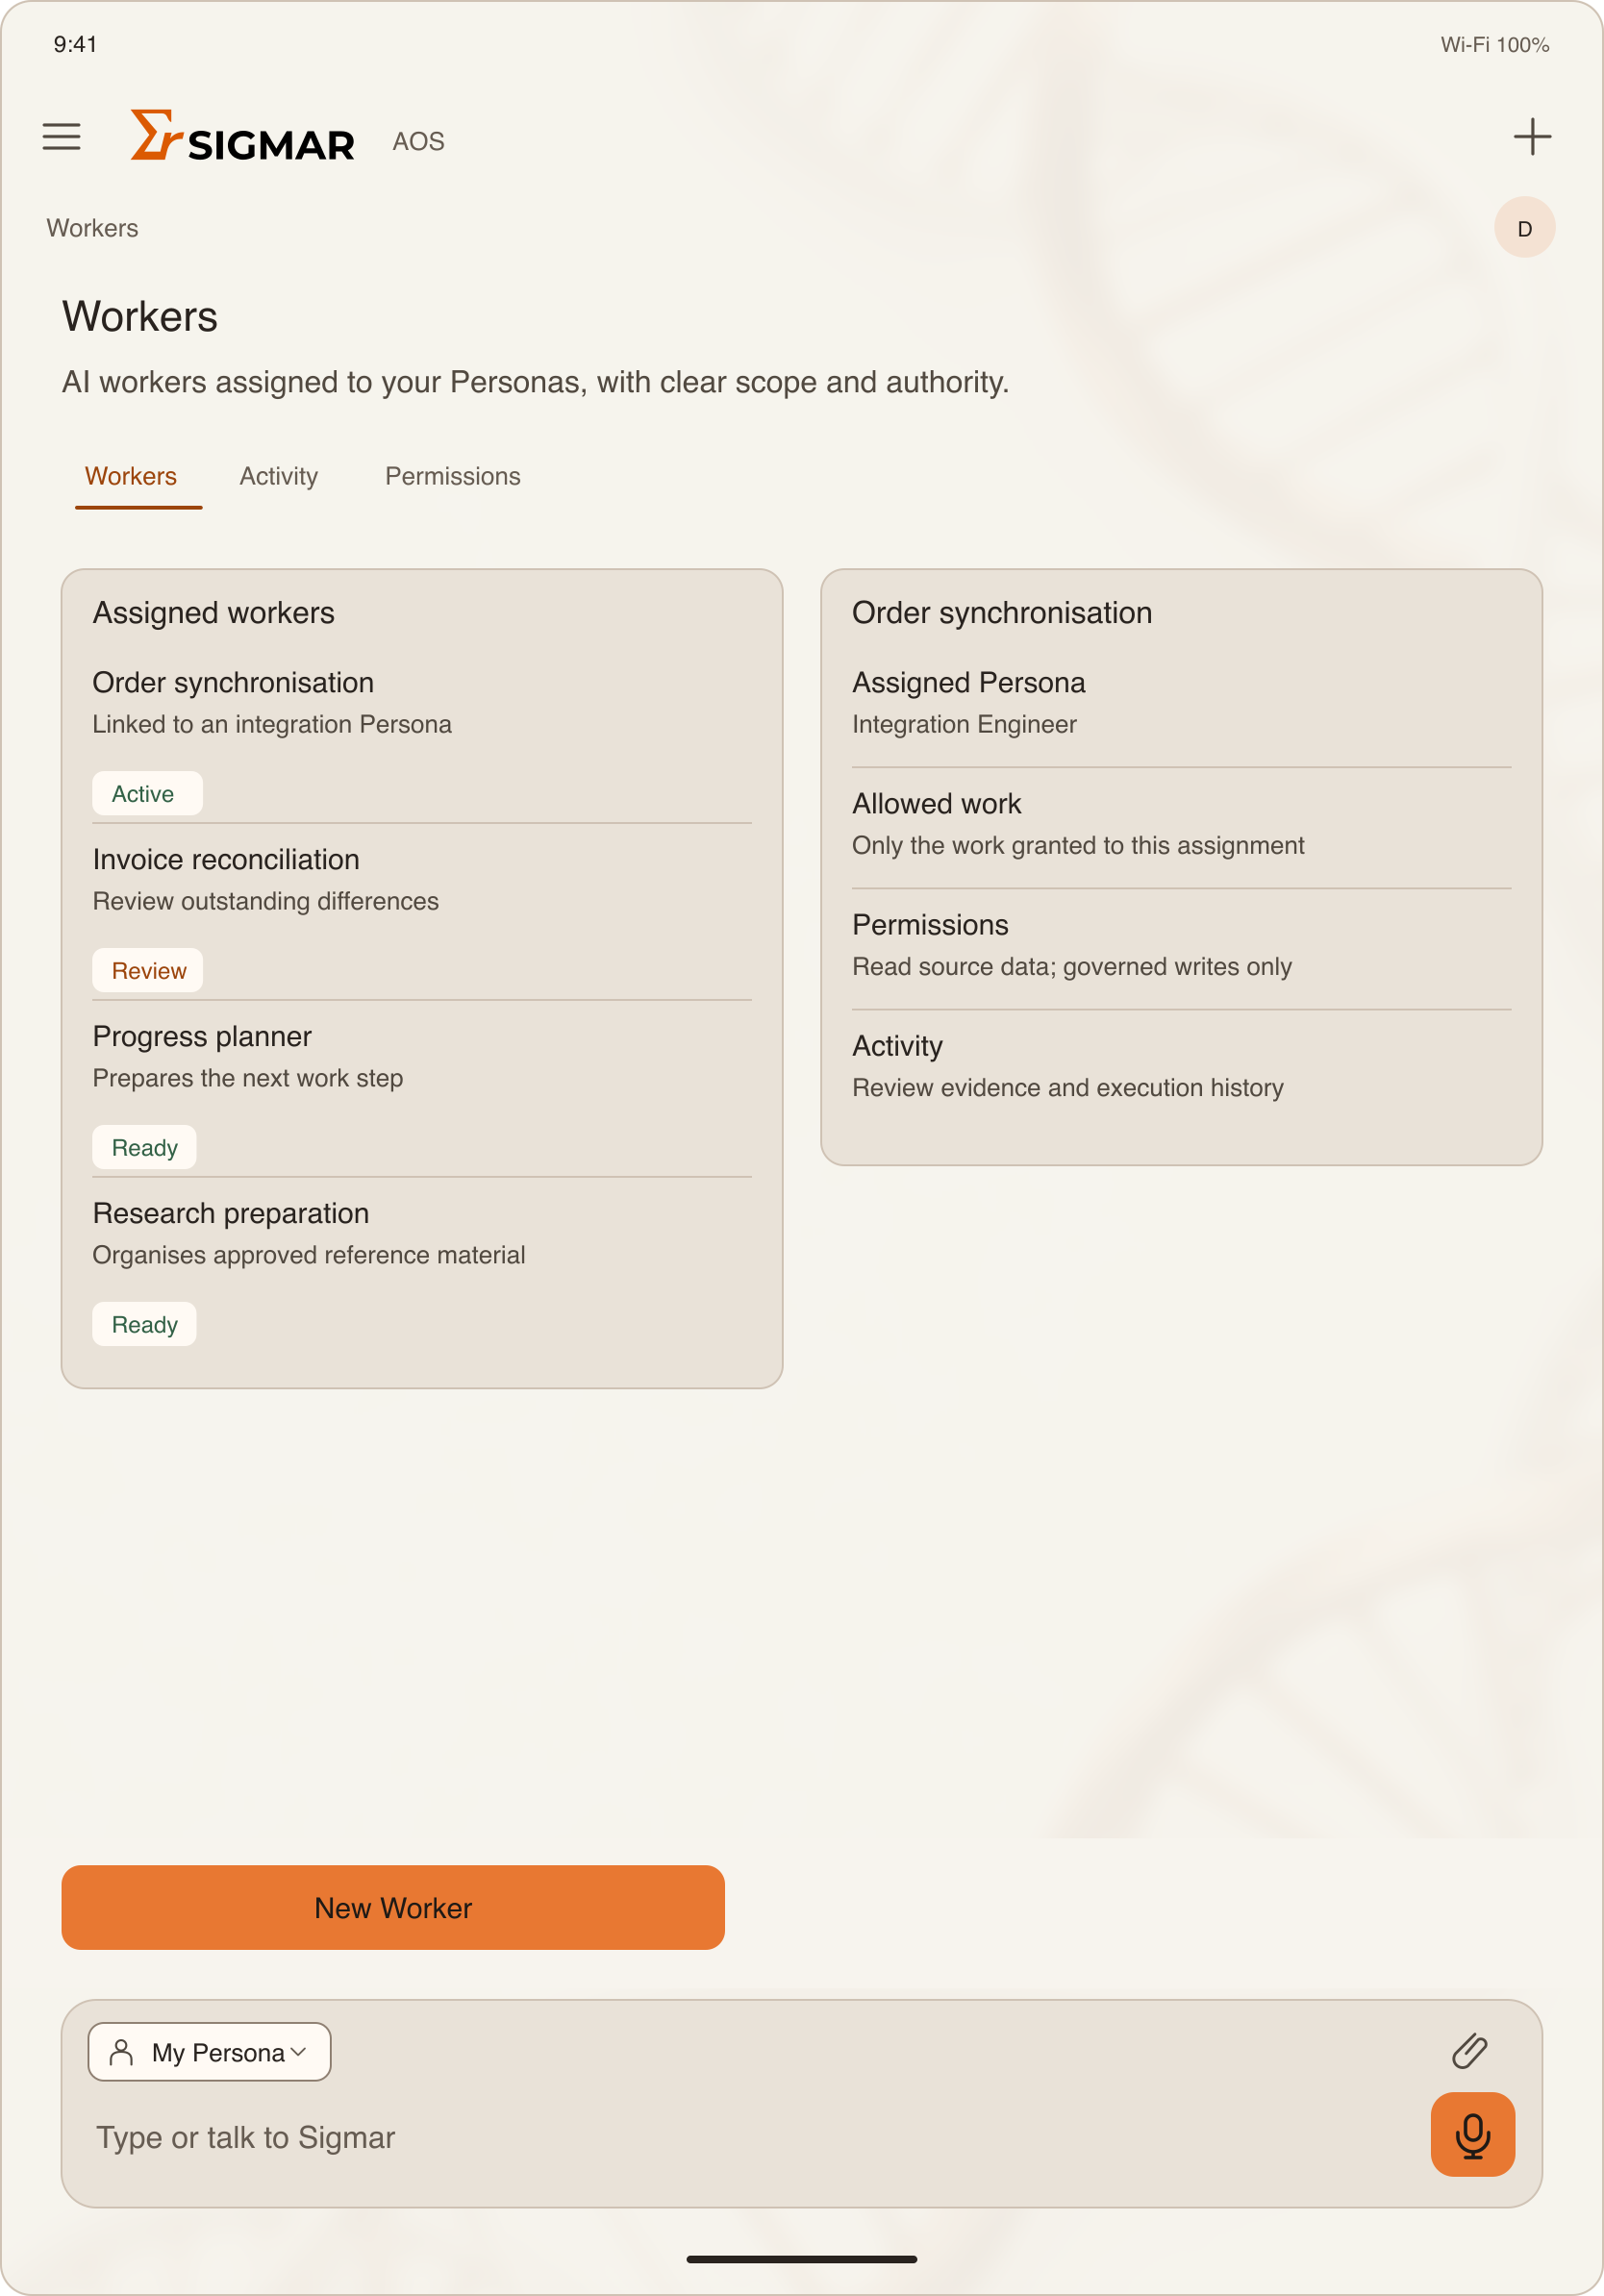 9:41
Wi-Fi 100%
Σr SIGMAR AOS
Workers
D
Workers
AI workers assigned to your Personas, with clear scope and authority.
Workers
Activity
Permissions
Assigned workers
Order synchronisation
Linked to an integration Persona
Active
Invoice reconciliation
Review outstanding differences
Review
Progress planner
Prepares the next work step
Ready
Research preparation
Organises approved reference material
Ready
Order synchronisation
Assigned Persona
Integration Engineer
Allowed work
Only the work granted to this assignment
Permissions
Read source data; governed writes only
Activity
Review evidence and execution history
New Worker
My Persona
Type or talk to Sigmar